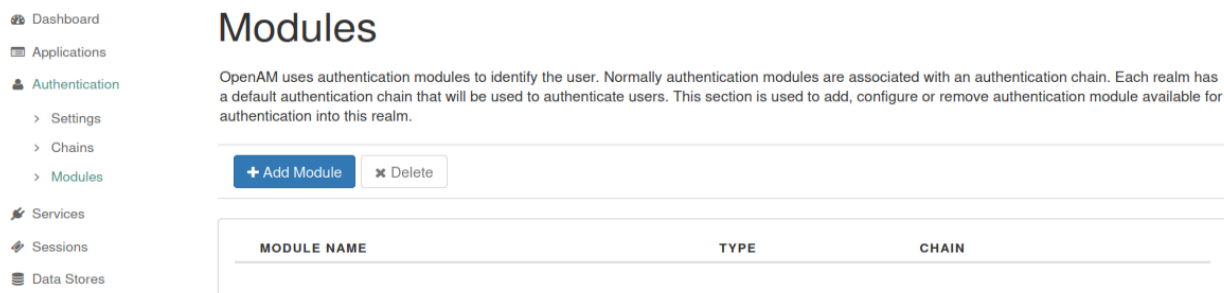 Dashboard
Applications
Authentication
Settings
Chains
Modules
Services
Sessions
Data Stores
Modules
OpenAM uses authentication modules to identify the user. Normally authentication modules are associated with an authentication chain. Each realm has
a default authentication chain that will be used to authenticate users. This section is used to add, configure or remove authentication module available for
authentication into this realm.
Add Module Delete
MODULE NAME TYPE CHAIN